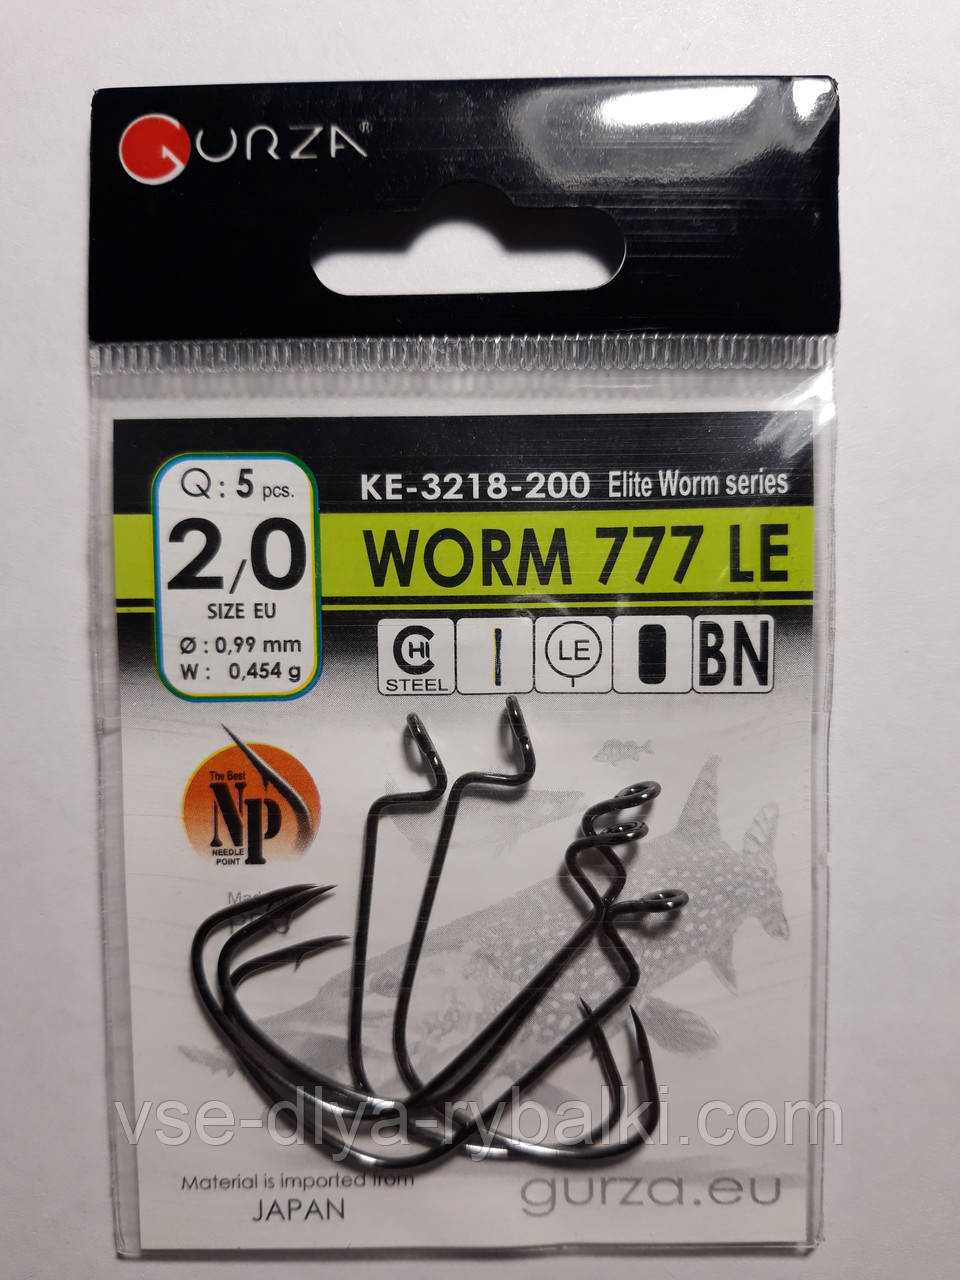 GURZA®
Q : 5 pcs.
2/0
SIZE EU
Ø : 0,99 mm
W : 0,454 g
KE-3218-200 Elite Worm series
WORM 777 LE
C HI
STEEL
LE
BN
The Best
NP
NEEDLE
POINT
Made
vse-dlya-rybalki.com
Material is imported from
JAPAN
gurza.eu